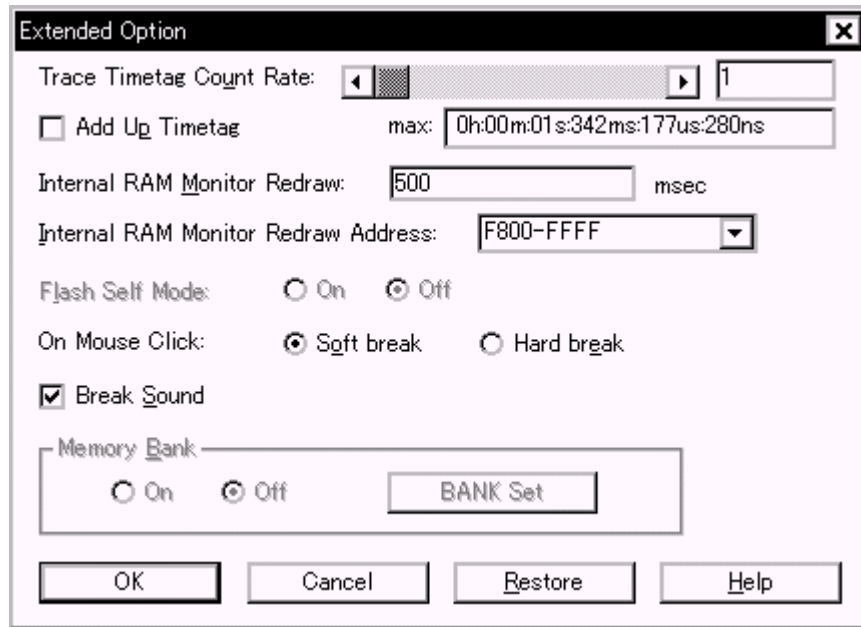 Extended Option
Trace Timetag Count Rate: 1
Add Up Timetag max: 0h:00m:01s:342ms:177us:280ns
Internal RAM Monitor Redraw: 500 msec
Internal RAM Monitor Redraw Address: F800-FFFF
Flash Self Mode: On Off
On Mouse Click: Soft break Hard break
Break Sound
Memory Bank
On Off BANK Set
OK Cancel Restore Help